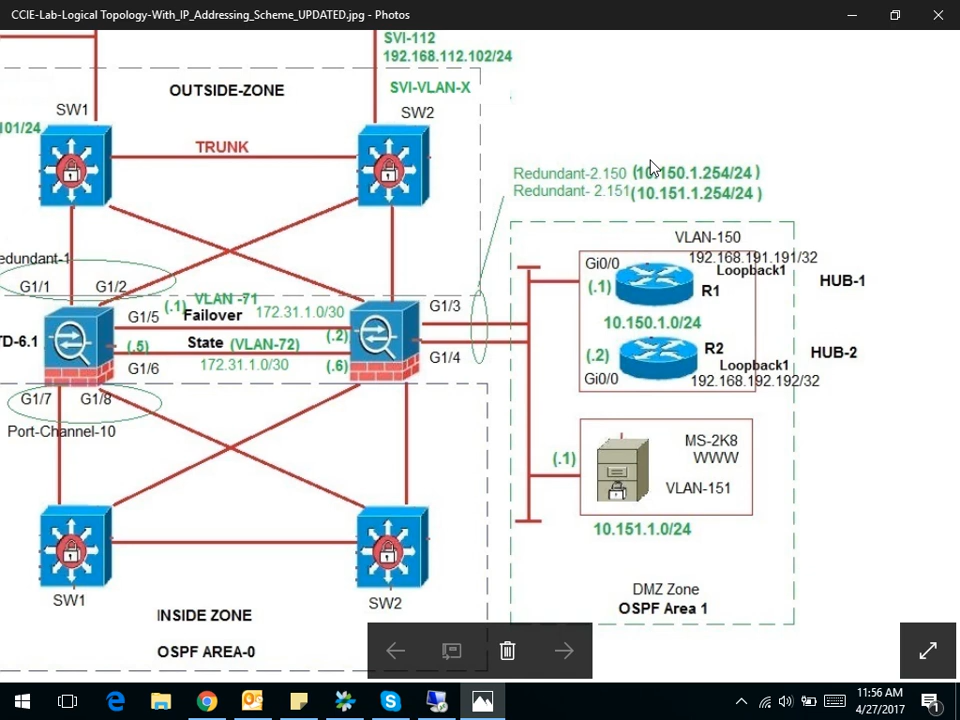 CCIE-Lab-Logical Topology-With_IP_Addressing_Scheme_UPDATED.jpg - Photos
SVI-112
192.168.112.102/24
OUTSIDE-ZONE
SVI-VLAN-X
SW1
SW2
101/24
TRUNK
Redundant-2.150 (10.150.1.254/24 )
Redundant- 2.151 (10.151.1.254/24 )
VLAN-150
edundant-1
Gi0/0
192.168.191.191/32
Loopback1
HUB-1
G1/1
G1/2
(.1)
R1
VLAN -71
(.1)
G1/3
G1/5
Failover
172.31.1.0/30
10.150.1.0/24
TD-6.1
(.5)
State (VLAN-72)
(.2)
(.2)
R2
HUB-2
G1/4
G1/6
172.31.1.0/30
(.6)
Loopback1
Gi0/0
192.168.192.192/32
G1/7
G1/8
Port-Channel-10
MS-2K8
(.1)
WWW
VLAN-151
10.151.1.0/24
SW1
SW2
DMZ Zone
INSIDE ZONE
OSPF Area 1
OSPF AREA-0
11:56 AM
4/27/2017
1